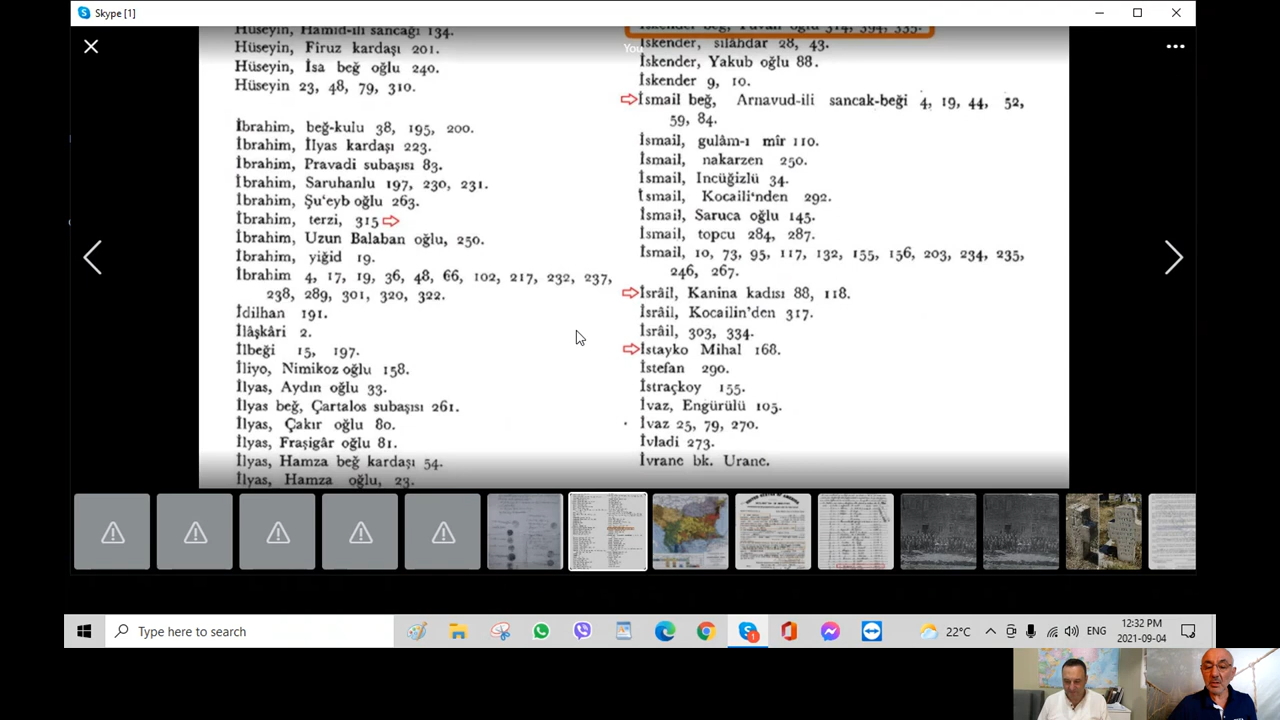 Skype [1]
You
Hüseyin, Hamid-ili sancağı 134.
Hüseyin, Firuz kardaşı 201.
Hüseyin, İsa beğ oğlu 240.
Hüseyin 23, 48, 79, 310.
İbrahim, beğ-kulu 38, 195, 200.
İbrahim, İlyas kardaşı 223.
İbrahim, Pravadi subaşısı 83.
İbrahim, Saruhanlu 197, 230, 231.
İbrahim, Şu'eyb oğlu 263.
İbrahim, terzi, 315
İbrahim, Uzun Balaban oğlu, 250.
İbrahim, yiğid 19.
İbrahim 4, 17, 19, 36, 48, 66, 102, 217, 232, 237,
238, 289, 301, 320, 322.
İdilhan 191.
İlâşkâri 2.
İlbeği 15, 197.
İliyo, Nimikoz oğlu 158.
İlyas, Aydın oğlu 33.
İlyas beğ, Çartalos subaşısı 261.
İlyas, Çakır oğlu 80.
İlyas, Fraşigâr oğlu 81.
İlyas, Hamza beğ kardaşı 54.
İlyas, Hamza oğlu, 23.
İskender beğ, oğlu
İskender, silâhdar 28, 43.
İskender, Yakub oğlu 88.
İskender 9, 10.
İsmail beğ, Arnavud-ili sancak-beği 4, 19, 44, 52,
59, 84.
İsmail, gulâm-ı mîr 110.
İsmail, nakarzen 250.
İsmail, Incüğizlü 34.
İsmail, Kocaili'nden 292.
İsmail, Saruca oğlu 145.
İsmail, topcu 284, 287.
İsmail, 10, 73, 95, 117, 132, 155, 156, 203, 234, 235,
246, 267.
İsrâil, Kanina kadısı 88, 118.
İsrâil, Kocailin'den 317.
İsrâil, 303, 334.
İstayko Mihal 168.
İstefan 290.
İstraçkoy 155.
İvaz, Engürülü 105.
İvaz 25, 79, 270.
İvladi 273.
İvrane bk. Urane.
Type here to search
22°C
ENG
12:32 PM
2021-09-04